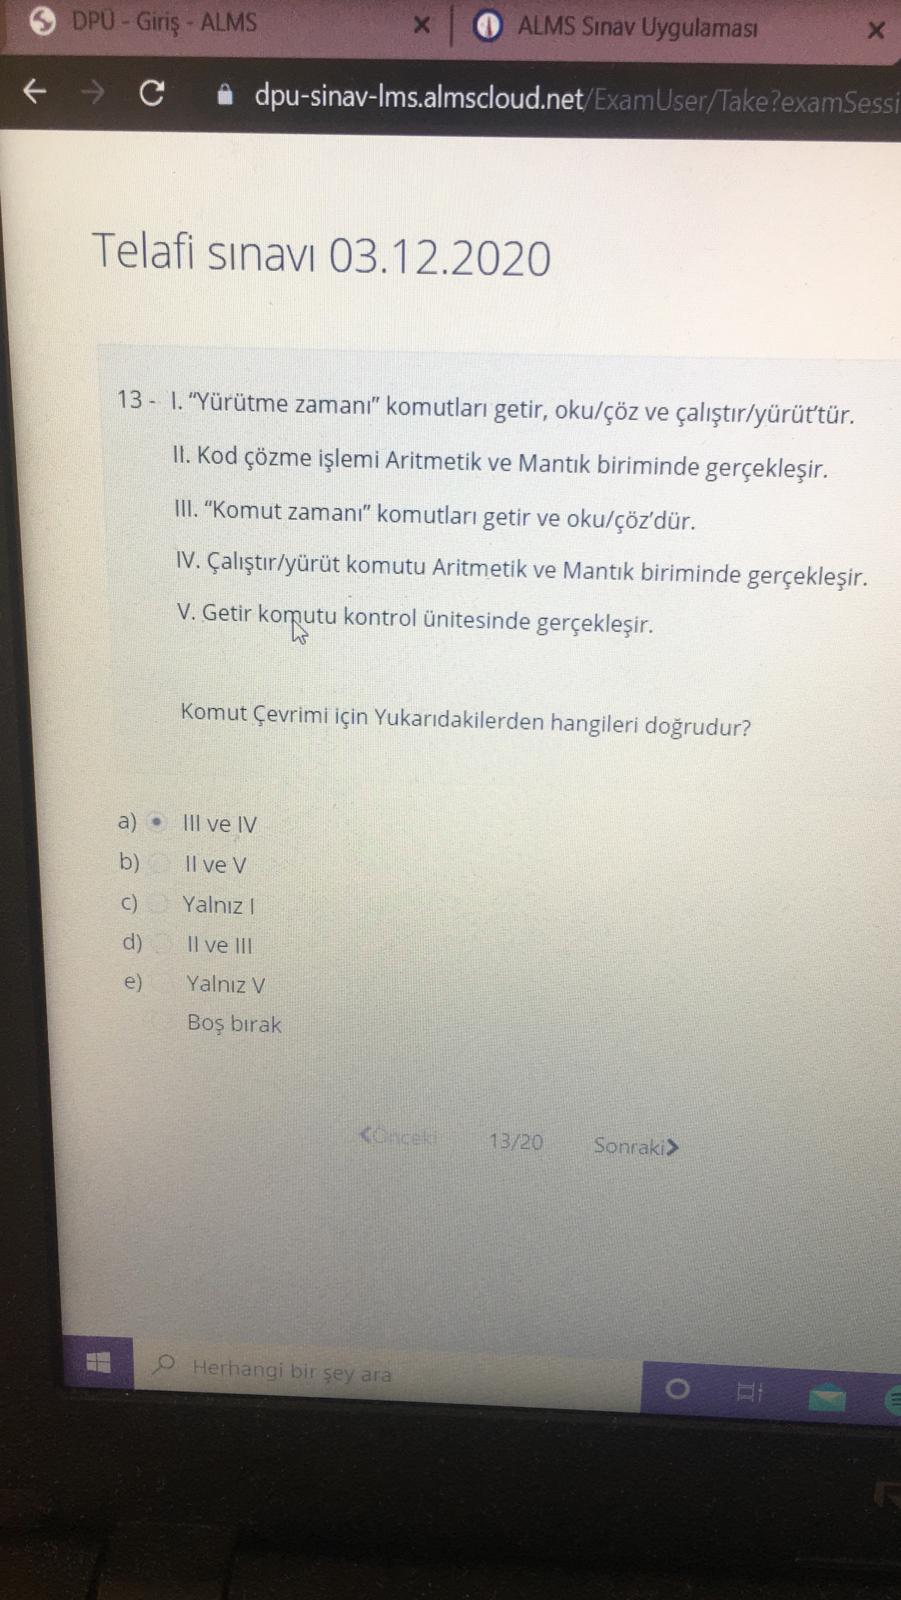 DPÜ - Giriş - ALMS
ALMS Sınav Uygulaması
dpu-sinav-lms.almscloud.net/ExamUser/Take?examSessi
Telafi sınavı 03.12.2020
13 - I. “Yürütme zamanı” komutları getir, oku/çöz ve çalıştır/yürüt’tür.
II. Kod çözme işlemi Aritmetik ve Mantık biriminde gerçekleşir.
III. “Komut zamanı” komutları getir ve oku/çöz’dür.
IV. Çalıştır/yürüt komutu Aritmetik ve Mantık biriminde gerçekleşir.
V. Getir komutu kontrol ünitesinde gerçekleşir.
Komut Çevrimi için Yukarıdakilerden hangileri doğrudur?
a) III ve IV
b) II ve V
c) Yalnız I
d) II ve III
e) Yalnız V
Boş bırak
Önceki 13/20 Sonraki
Herhangi bir şey ara